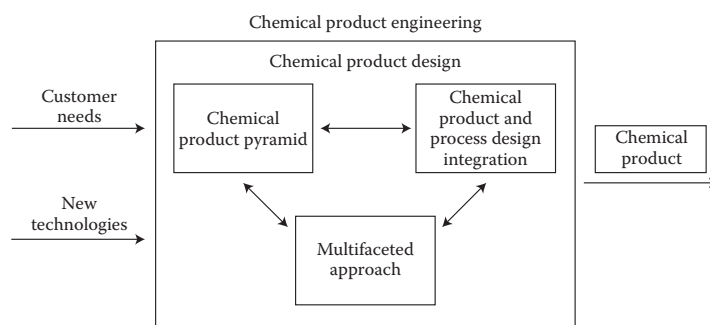 Chemical product engineering
Chemical product design
Customer
needs
Chemical
product pyramid
Chemical
product and
process design
integration
Chemical
product
New
technologies
Multifaceted
approach